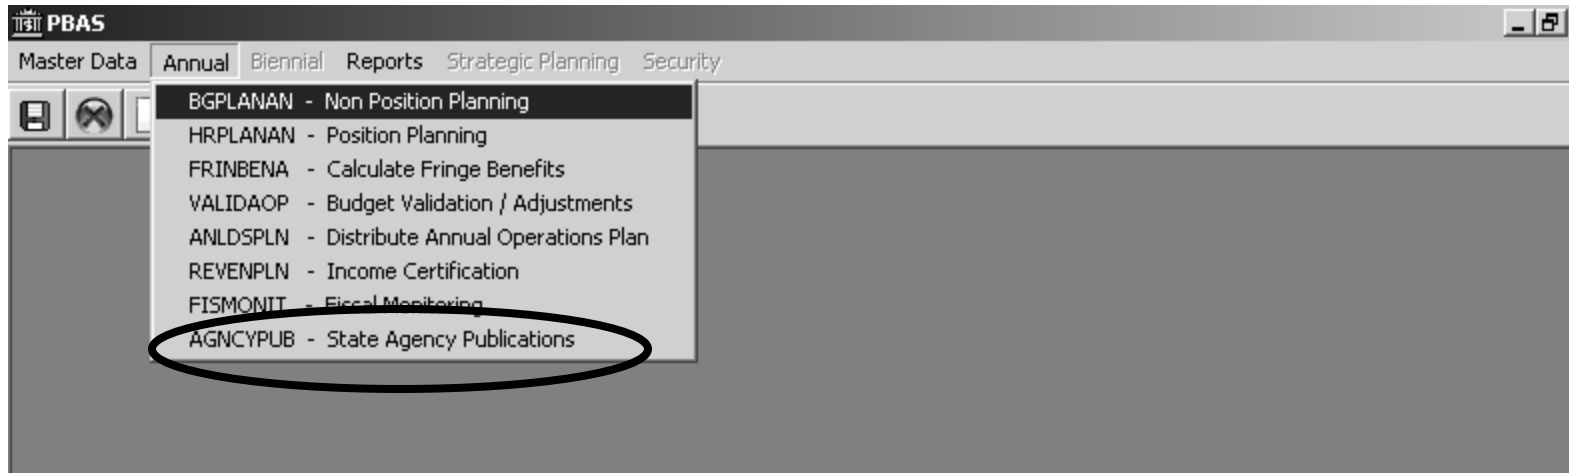 PBAS
Master Data Annual Biennial Reports Strategic Planning Security
BGPLANAN - Non Position Planning
HRPLANAN - Position Planning
FRINBENA - Calculate Fringe Benefits
VALIDAOP - Budget Validation / Adjustments
ANLDSPLN - Distribute Annual Operations Plan
REVENPLN - Income Certification
FISMONIT - Fiscal Monitoring
AGNCYPUB - State Agency Publications